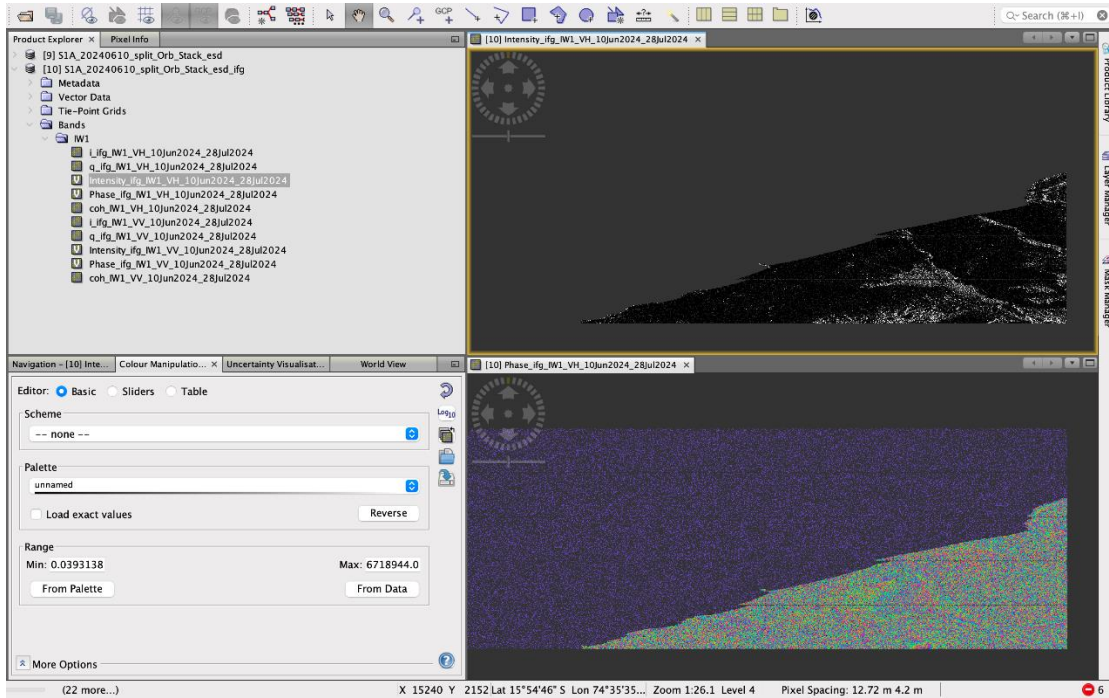 GCP
Search (⌘+I)
Product Explorer × Pixel Info
[9] S1A_20240610_split_Orb_Stack_esd
[10] S1A_20240610_split_Orb_Stack_esd_ifg
Metadata
Vector Data
Tie-Point Grids
Bands
IW1
i_ifg_IW1_VH_10Jun2024_28Jul2024
q_ifg_IW1_VH_10Jun2024_28Jul2024
Intensity_ifg_IW1_VH_10Jun2024_28Jul2024
Phase_ifg_IW1_VH_10Jun2024_28Jul2024
coh_IW1_VH_10Jun2024_28Jul2024
i_ifg_IW1_VV_10Jun2024_28Jul2024
q_ifg_IW1_VV_10Jun2024_28Jul2024
Intensity_ifg_IW1_VV_10Jun2024_28Jul2024
Phase_ifg_IW1_VV_10Jun2024_28Jul2024
coh_IW1_VV_10Jun2024_28Jul2024
[10] Intensity_ifg_IW1_VH_10Jun2024_28Jul2024 ×
Product Library
Layer Manager
Mask Manager
Navigation - [10] Inte... Colour Manipulatio... × Uncertainty Visualisat... World View
Editor: Basic Sliders Table
Log10
Scheme
-- none --
Palette
unnamed
Load exact values Reverse
Range
Min: 0.0393138 Max: 6718944.0
From Palette From Data
More Options
[10] Phase_ifg_IW1_VH_10Jun2024_28Jul2024 ×
(22 more...) X 15240 Y 2152 Lat 15°54'46" S Lon 74°35'35... Zoom 1:26.1 Level 4 Pixel Spacing: 12.72 m 4.2 m 6